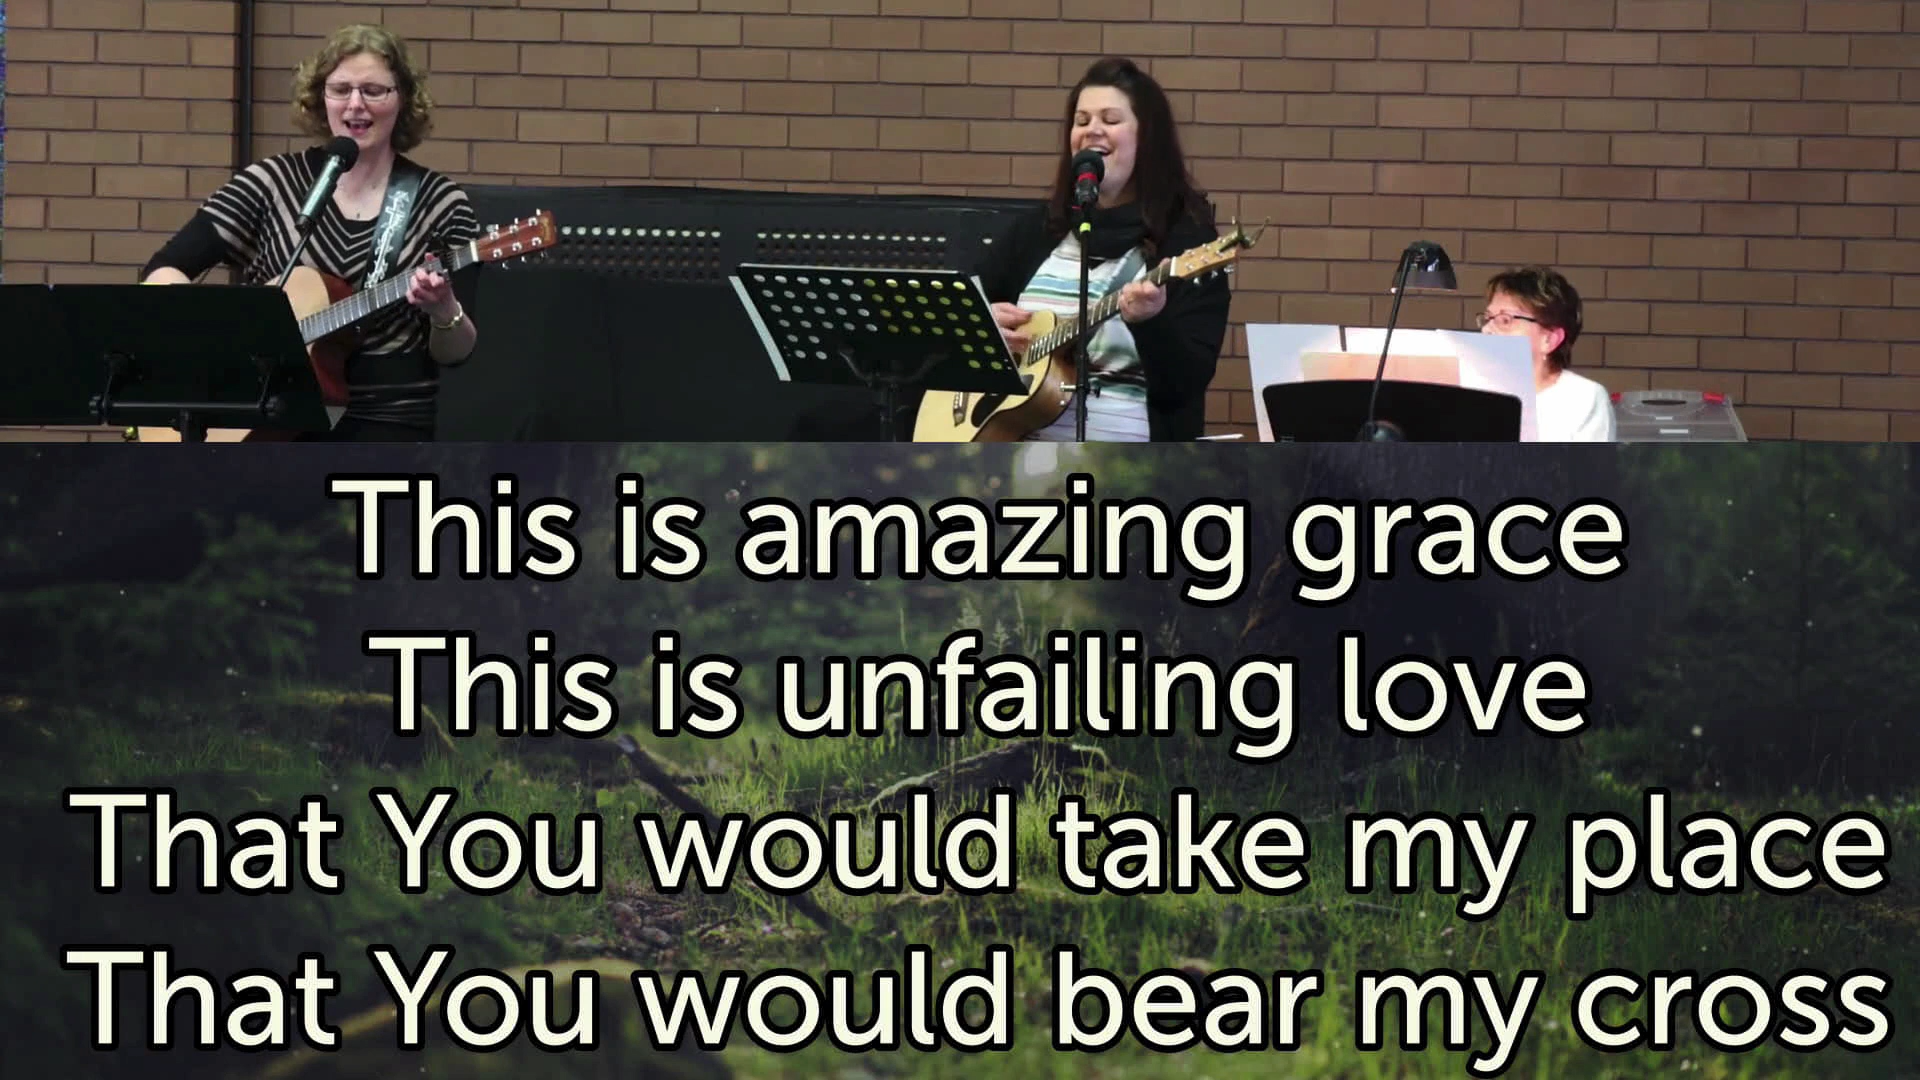 This is amazing grace
This is unfailing love
That You would take my place
That You would bear my cross